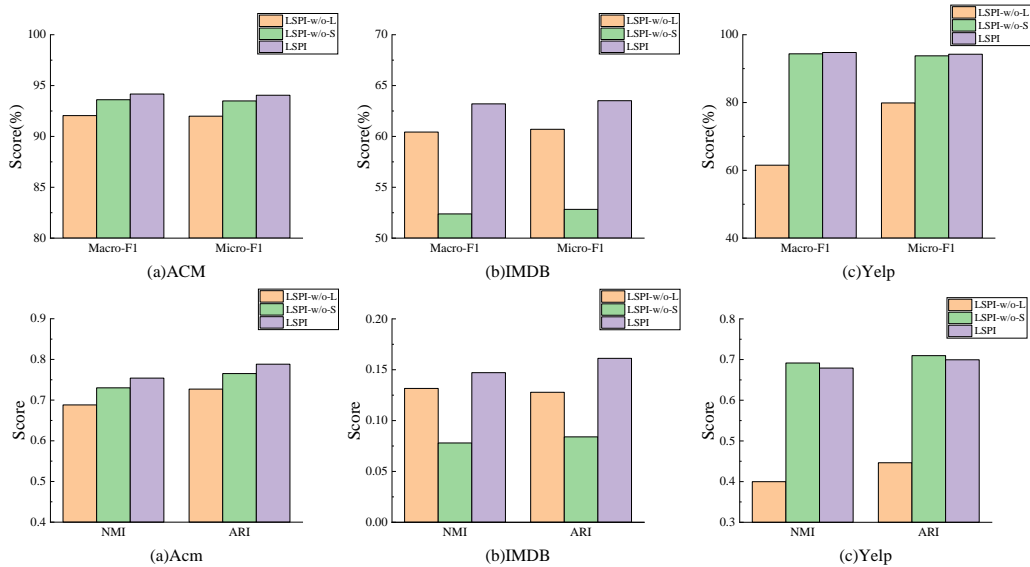 LSPI-w/o-L
LSPI-w/o-S
LSPI
100
95
90
85
80
Score(%)
Macro-F1 Micro-F1
(a)ACM
LSPI-w/o-L
LSPI-w/o-S
LSPI
70
65
60
55
50
Score(%)
Macro-F1 Micro-F1
(b)IMDB
LSPI-w/o-L
LSPI-w/o-S
LSPI
100
80
60
40
Score(%)
Macro-F1 Micro-F1
(c)Yelp
LSPI-w/o-L
LSPI-w/o-S
LSPI
0.9
0.8
0.7
0.6
0.5
0.4
Score
NMI ARI
(a)Acm
LSPI-w/o-L
LSPI-w/o-S
LSPI
0.20
0.15
0.10
0.05
0.00
Score
NMI ARI
(b)IMDB
LSPI-w/o-L
LSPI-w/o-S
LSPI
0.8
0.7
0.6
0.5
0.4
0.3
Score
NMI ARI
(c)Yelp